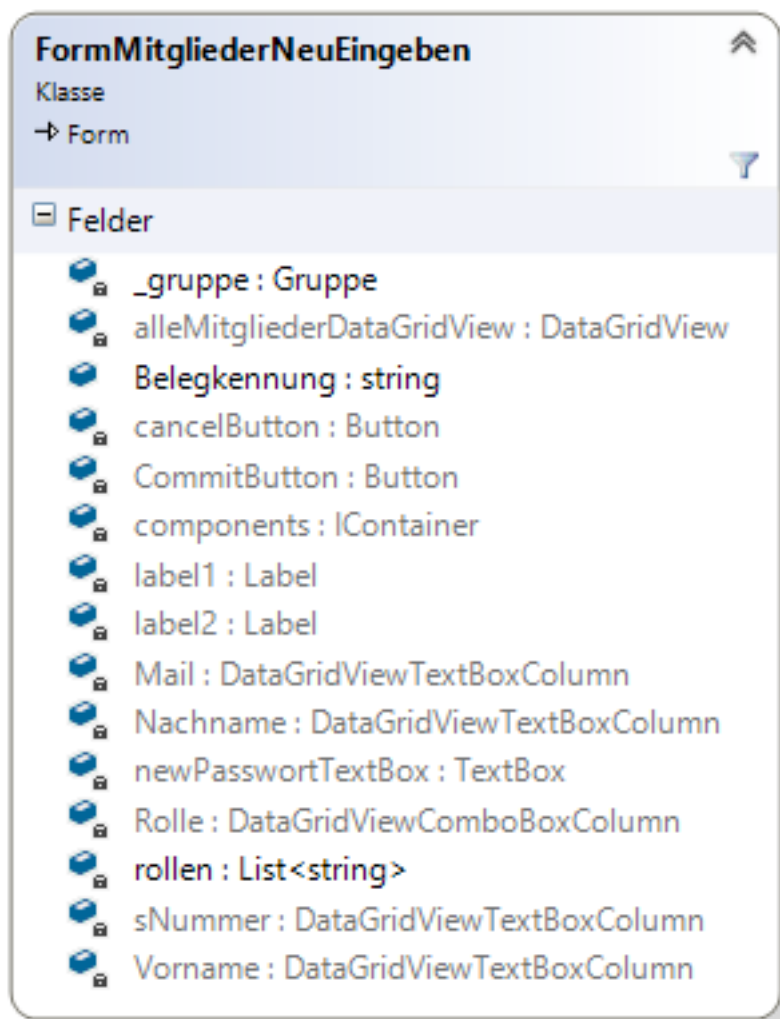 FormMitgliederNeuEingeben
Klasse
Form
Felder
_gruppe : Gruppe
alleMitgliederDataGridView : DataGridView
Belegkennung : string
cancelButton : Button
CommitButton : Button
components : IContainer
label1 : Label
label2 : Label
Mail : DataGridViewTextBoxColumn
Nachname : DataGridViewTextBoxColumn
newPasswortTextBox : TextBox
Rolle : DataGridViewComboBoxColumn
rollen : List<string>
sNummer : DataGridViewTextBoxColumn
Vorname : DataGridViewTextBoxColumn